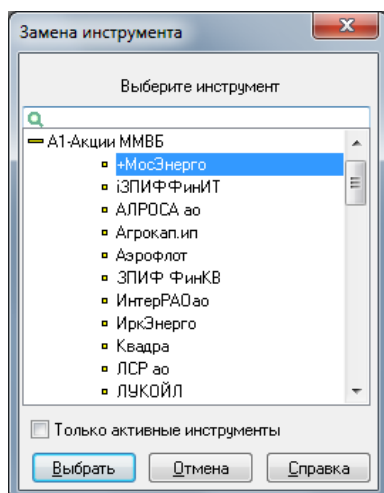 Замена инструмента
Выберите инструмент
А1-Акции ММВБ
+МосЭнерго
iЗПИФФинИТ
АЛРОСА ао
Агрокап.ип
Аэрофлот
ЗПИФ ФинКВ
ИнтерРАОао
ИркЭнерго
Квадра
ЛСР ао
ЛУКОЙЛ
Только активные инструменты
Выбрать Отмена Справка